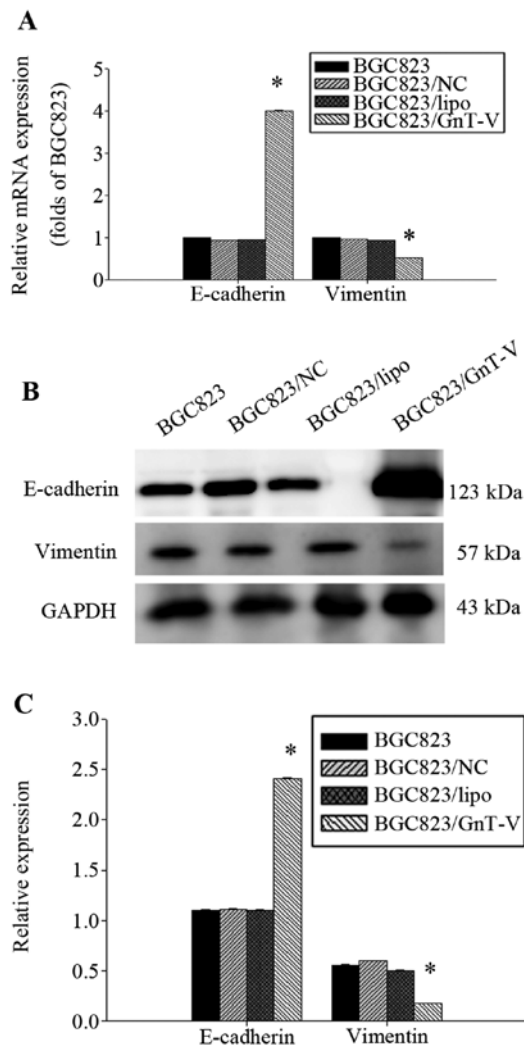 A
Relative mRNA expression
(folds of BGC823)
5
4
3
2
1
0
*
*
BGC823
BGC823/NC
BGC823/lipo
BGC823/GnT-V
E-cadherin Vimentin
B
BGC823 BGC823/NC BGC823/lipo BGC823/GnT-V
E-cadherin 123 kDa
Vimentin 57 kDa
GAPDH 43 kDa
C
Relative expression
3.0
2.5
2.0
1.5
1.0
0.5
0
*
*
BGC823
BGC823/NC
BGC823/lipo
BGC823/GnT-V
E-cadherin Vimentin